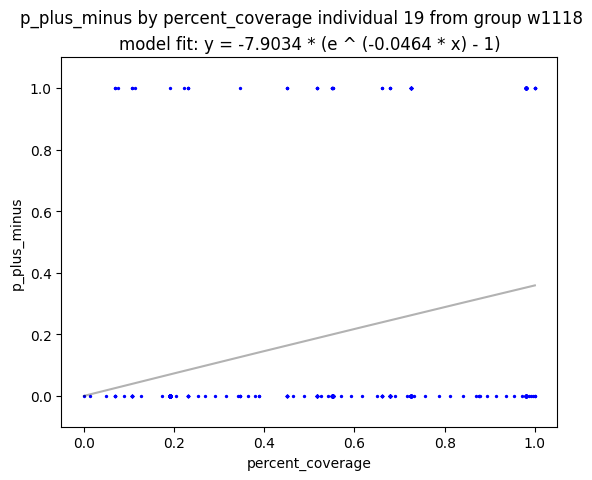 p_plus_minus by percent_coverage individual 19 from group w1118
model fit: y = -7.9034 * (e ^ (-0.0464 * x) - 1)
1.0
0.8
0.6
0.4
0.2
0.0
p_plus_minus
0.0 0.2 0.4 0.6 0.8 1.0
percent_coverage